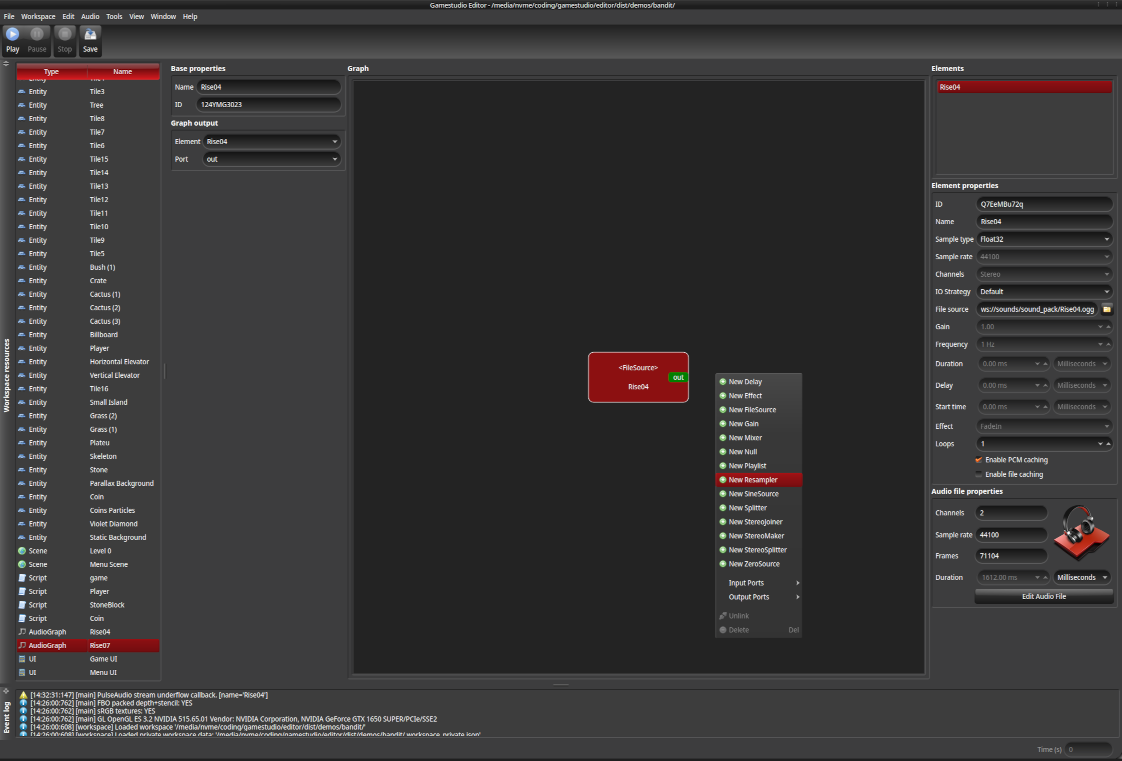 Gamestudio Editor - /media/nvme/coding/gamestudio/editor/dist/demos/bandit/
File Workspace Edit Audio Tools View Window Help
Play Pause Stop Save
Workspace resources
Type Name
Entity Tile1
Entity Tile3
Entity Tree
Entity Tile8
Entity Tile7
Entity Tile6
Entity Tile15
Entity Tile14
Entity Tile13
Entity Tile12
Entity Tile11
Entity Tile10
Entity Tile9
Entity Tile5
Entity Bush (1)
Entity Crate
Entity Cactus (1)
Entity Cactus (2)
Entity Cactus (3)
Entity Billboard
Entity Player
Entity Horizontal Elevator
Entity Vertical Elevator
Entity Tile16
Entity Small Island
Entity Grass (2)
Entity Grass (1)
Entity Plateu
Entity Skeleton
Entity Stone
Entity Parallax Background
Entity Coin
Entity Coins Particles
Entity Violet Diamond
Entity Static Background
Scene Level 0
Scene Menu Scene
Script game
Script Player
Script StoneBlock
Script Coin
AudioGraph Rise04
AudioGraph Rise07
UI Game UI
UI Menu UI
Base properties
Name Rise04
ID 124YMG3023
Graph output
Element Rise04
Port out
Graph
<FileSource>
out
Rise04
New Delay
New Effect
New FileSource
New Gain
New Mixer
New Null
New Playlist
New Resampler
New SineSource
New Splitter
New StereoJoiner
New StereoMaker
New StereoSplitter
New ZeroSource
Input Ports
Output Ports
Unlink
Delete Del
Elements
Rise04
Element properties
ID Q7EeMBu72q
Name Rise04
Sample type Float32
Sample rate 44100
Channels Stereo
IO Strategy Default
File source ws://sounds/sound_pack/Rise04.ogg
Gain 1.00
Frequency 1 Hz
Duration 0.00 ms Milliseconds
Delay 0.00 ms Milliseconds
Start time 0.00 ms Milliseconds
Effect FadeIn
Loops 1
Enable PCM caching
Enable file caching
Audio file properties
Channels 2
Sample rate 44100
Frames 71104
Duration 1612.00 ms Milliseconds
Edit Audio File
Event log
[14:32:31:147] [main] PulseAudio stream underflow callback. [name='Rise04']
[14:26:00:762] [main] FBO packed depth+stencil: YES
[14:26:00:762] [main] sRGB textures: YES
[14:26:00:762] [main] GL OpenGL ES 3.2 NVIDIA 515.65.01 Vendor: NVIDIA Corporation, NVIDIA GeForce GTX 1650 SUPER/PCIe/SSE2
[14:26:00:608] [workspace] Loaded workspace '/media/nvme/coding/gamestudio/editor/dist/demos/bandit/'
[14:26:00:608] [workspace] Loaded private workspace data: '/media/nvme/coding/gamestudio/editor/dist/demos/bandit/.workspace_private.json'
Time (s) 0